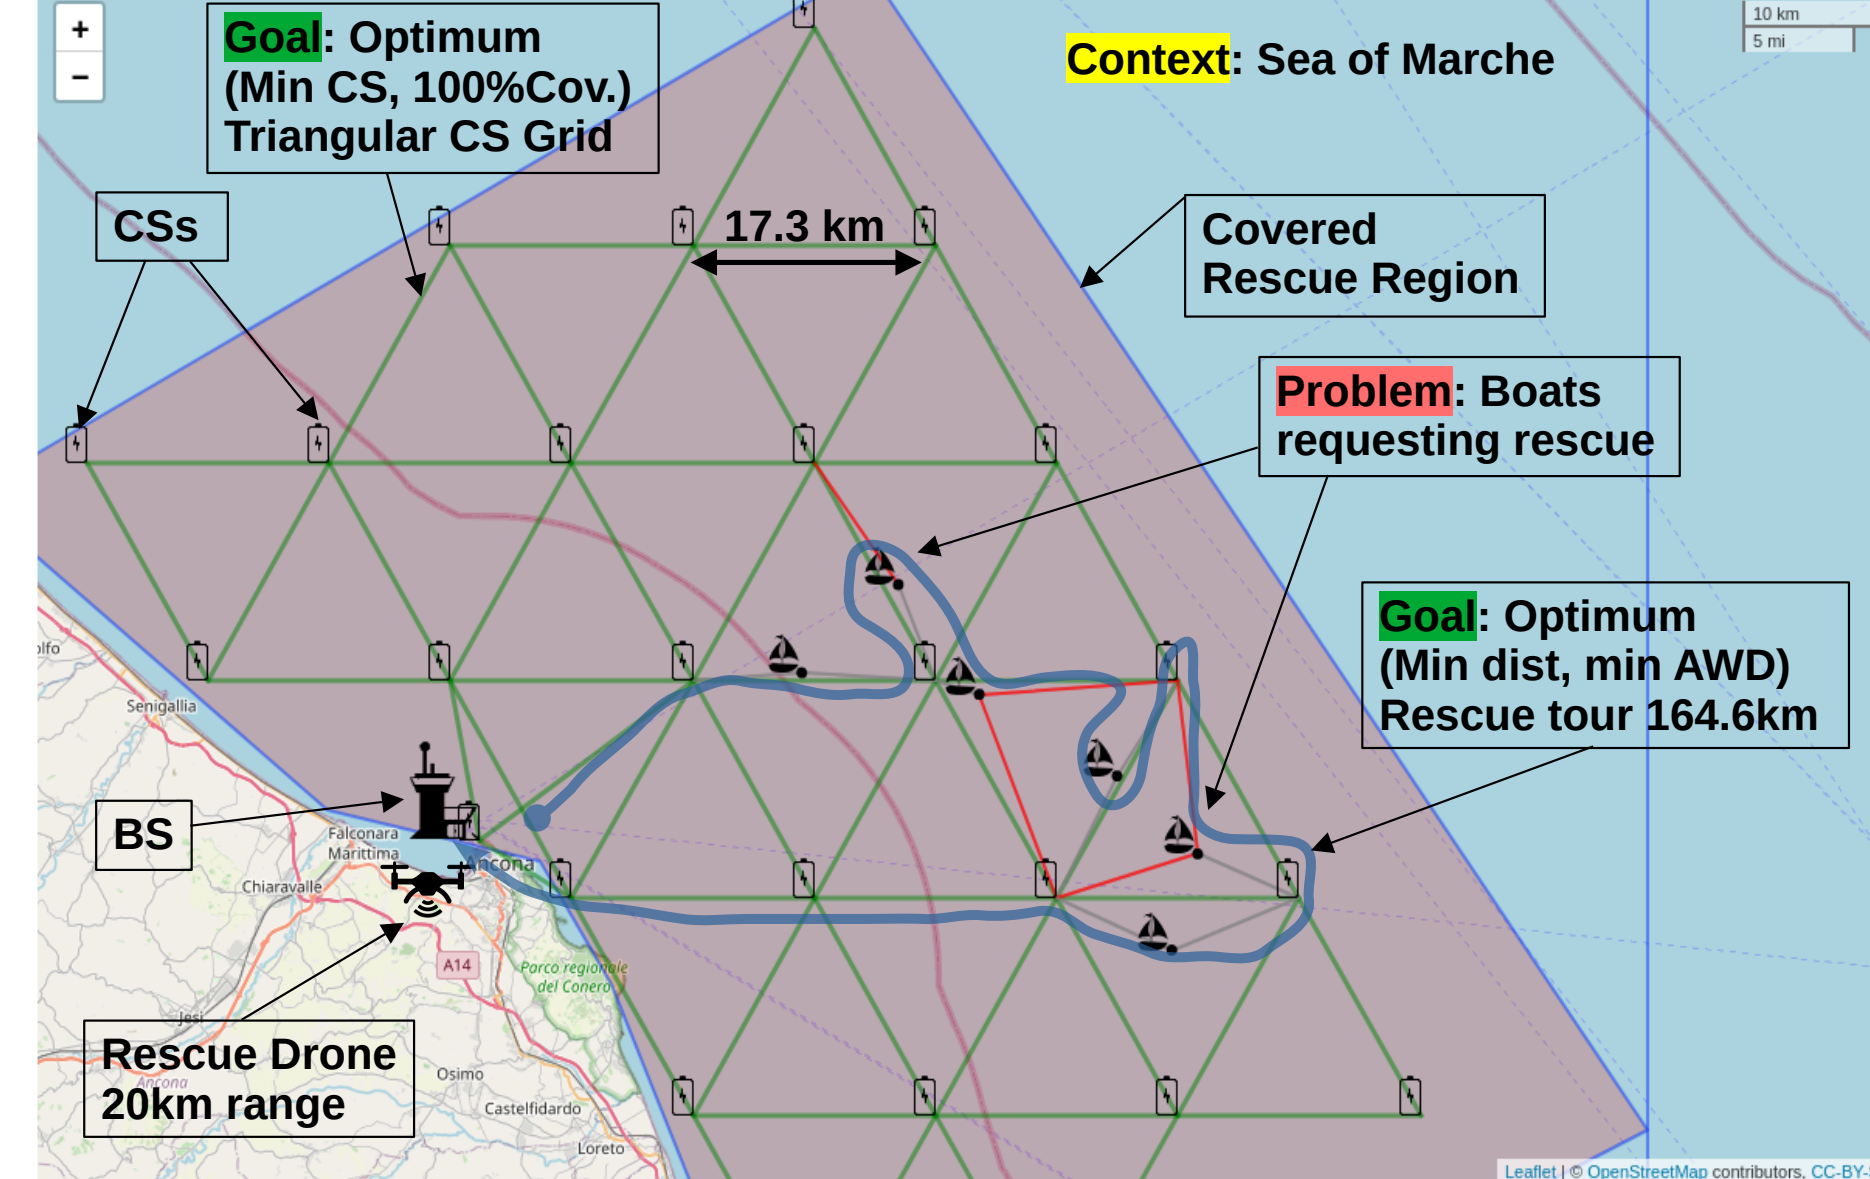 +
−
Goal: Optimum
(Min CS, 100%Cov.)
Triangular CS Grid
Context: Sea of Marche
10 km
5 mi
CSs
17.3 km
Covered
Rescue Region
Problem: Boats
requesting rescue
Goal: Optimum
(Min dist, min AWD)
Rescue tour 164.6km
olfo
Senigallia
BS
Falconara
Marittima
Ancona
Chiaravalle
A14
Parco regionale
del Conero
Jesi
Rescue Drone
20km range
Ancona
Osimo
Castelfidardo
Loreto
Leaflet | © OpenStreetMap contributors, CC-BY-S